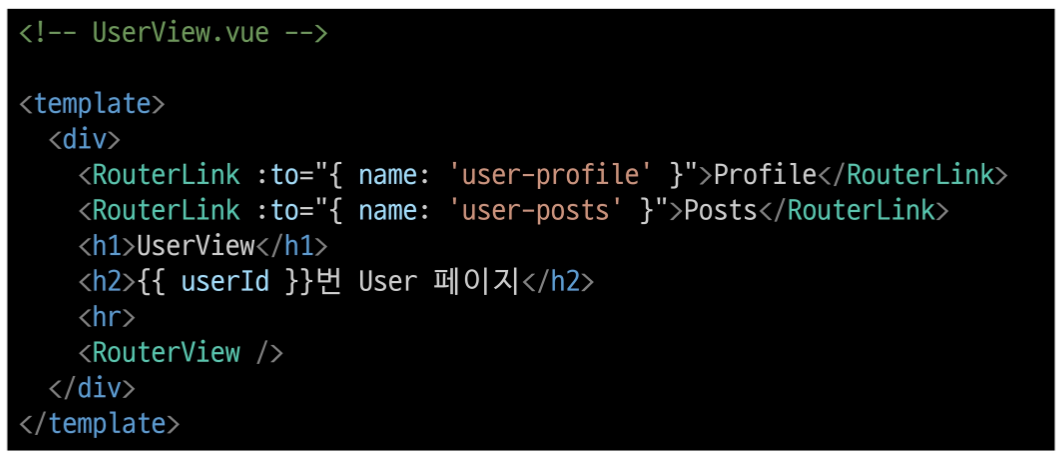 <!-- UserView.vue -->
<template>
<div>
<RouterLink :to="{ name: 'user-profile' }">Profile</RouterLink>
<RouterLink :to="{ name: 'user-posts' }">Posts</RouterLink>
<h1>UserView</h1>
<h2>{{ userId }}번 User 페이지</h2>
<hr>
<RouterView />
</div>
</template>